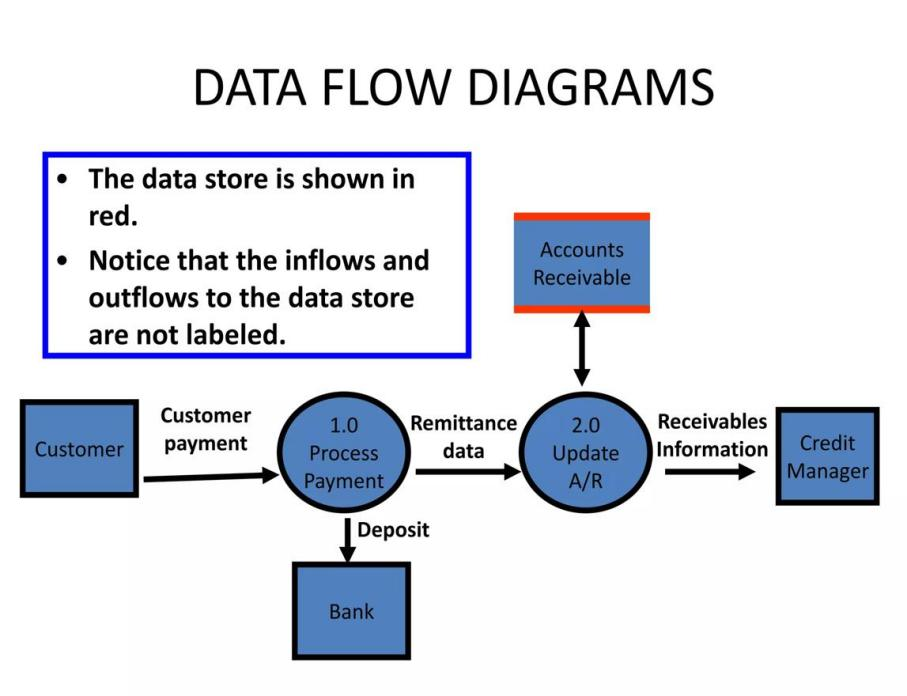 DATA FLOW DIAGRAMS
• The data store is shown in
red.
• Notice that the inflows and
outflows to the data store
are not labeled.
Accounts
Receivable
Customer
Customer
payment
1.0
Process
Payment
Remittance
data
2.0
Update
A/R
Receivables
Information
Credit
Manager
Deposit
Bank